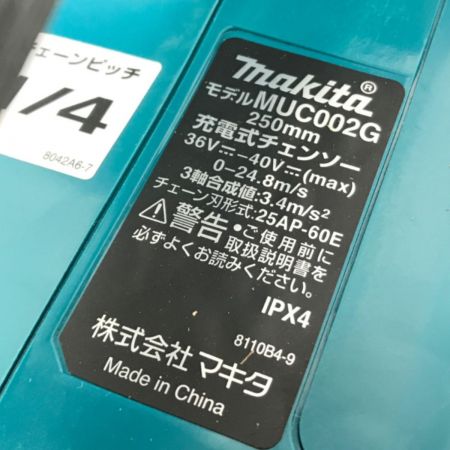 チェーンピッチ
1/4
8042A6-7
makita®
モデルMUC002G
250mm
充電式チェンソー
36V⎓-40V⎓(max)
0-24.8m/s
3軸合成値:3.4m/s²
チェーン刃形式:25AP-60E
⚠警告・ご使用前に
取扱説明書を
必ずよくお読みください。
IPX4
8110B4-9
株式会社 マキタ
Made in China